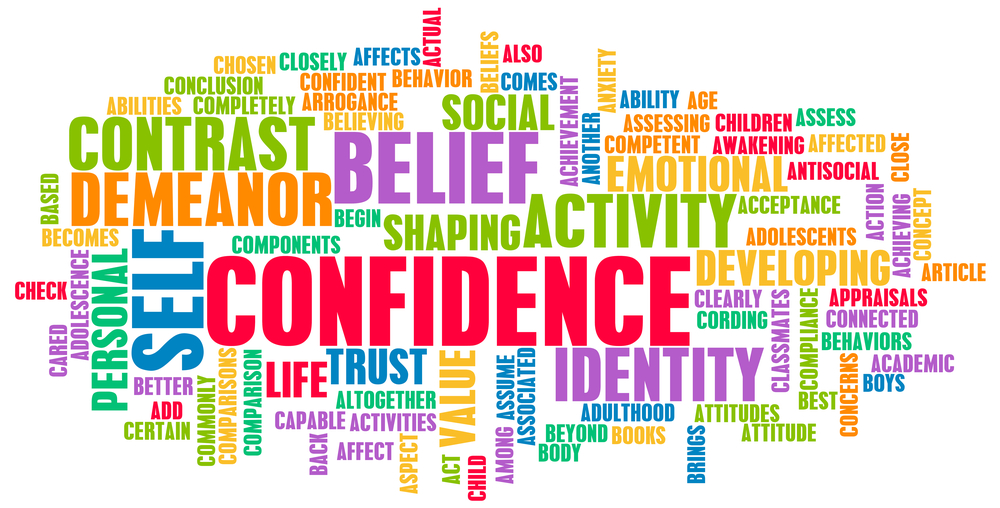 ACTUAL
CHOSEN
CLOSELY
AFFECTS
BELIEFS
ALSO
CONCLUSION
CONFIDENT
BEHAVIOR
COMES
ANXIETY
ABILITIES
COMPLETELY
ARROGANCE
BELIEVING
SOCIAL
ACHIEVEMENT
ANOTHER
ABILITY
AGE
ASSESSING
CHILDREN
ASSESS
CONTRAST
BELIEF
COMPETENT
AWAKENING
AFFECTED
CLOSE
EMOTIONAL
ANTISOCIAL
BASED
DEMEANOR
BEGIN
SHAPING
ACTIVITY
ACCEPTANCE
ACTION
ACHIEVING
CONCEPT
BECOMES
SELF
COMPONENTS
ADOLESCENTS
CHECK
CARED
ADOLESCENCE
PERSONAL
CONFIDENCE
DEVELOPING
ARTICLE
CLEARLY
CORDING
CLASSMATES
COMPLIANCE
APPRAISALS
CONNECTED
BEHAVIORS
BETTER
COMMONLY
COMPARISONS
COMPARISON
LIFE
TRUST
VALUE
ASSUME
ASSOCIATED
IDENTITY
CONCERNS
ACADEMIC
BOYS
BEST
ADD
CERTAIN
ALTOGETHER
CAPABLE
ACTIVITIES
ADULTHOOD
ATTITUDES
ATTITUDE
BACK
AFFECT
ASPECT
ACT
CHILD
AMONG
BEYOND
BOOKS
BODY
BRINGS